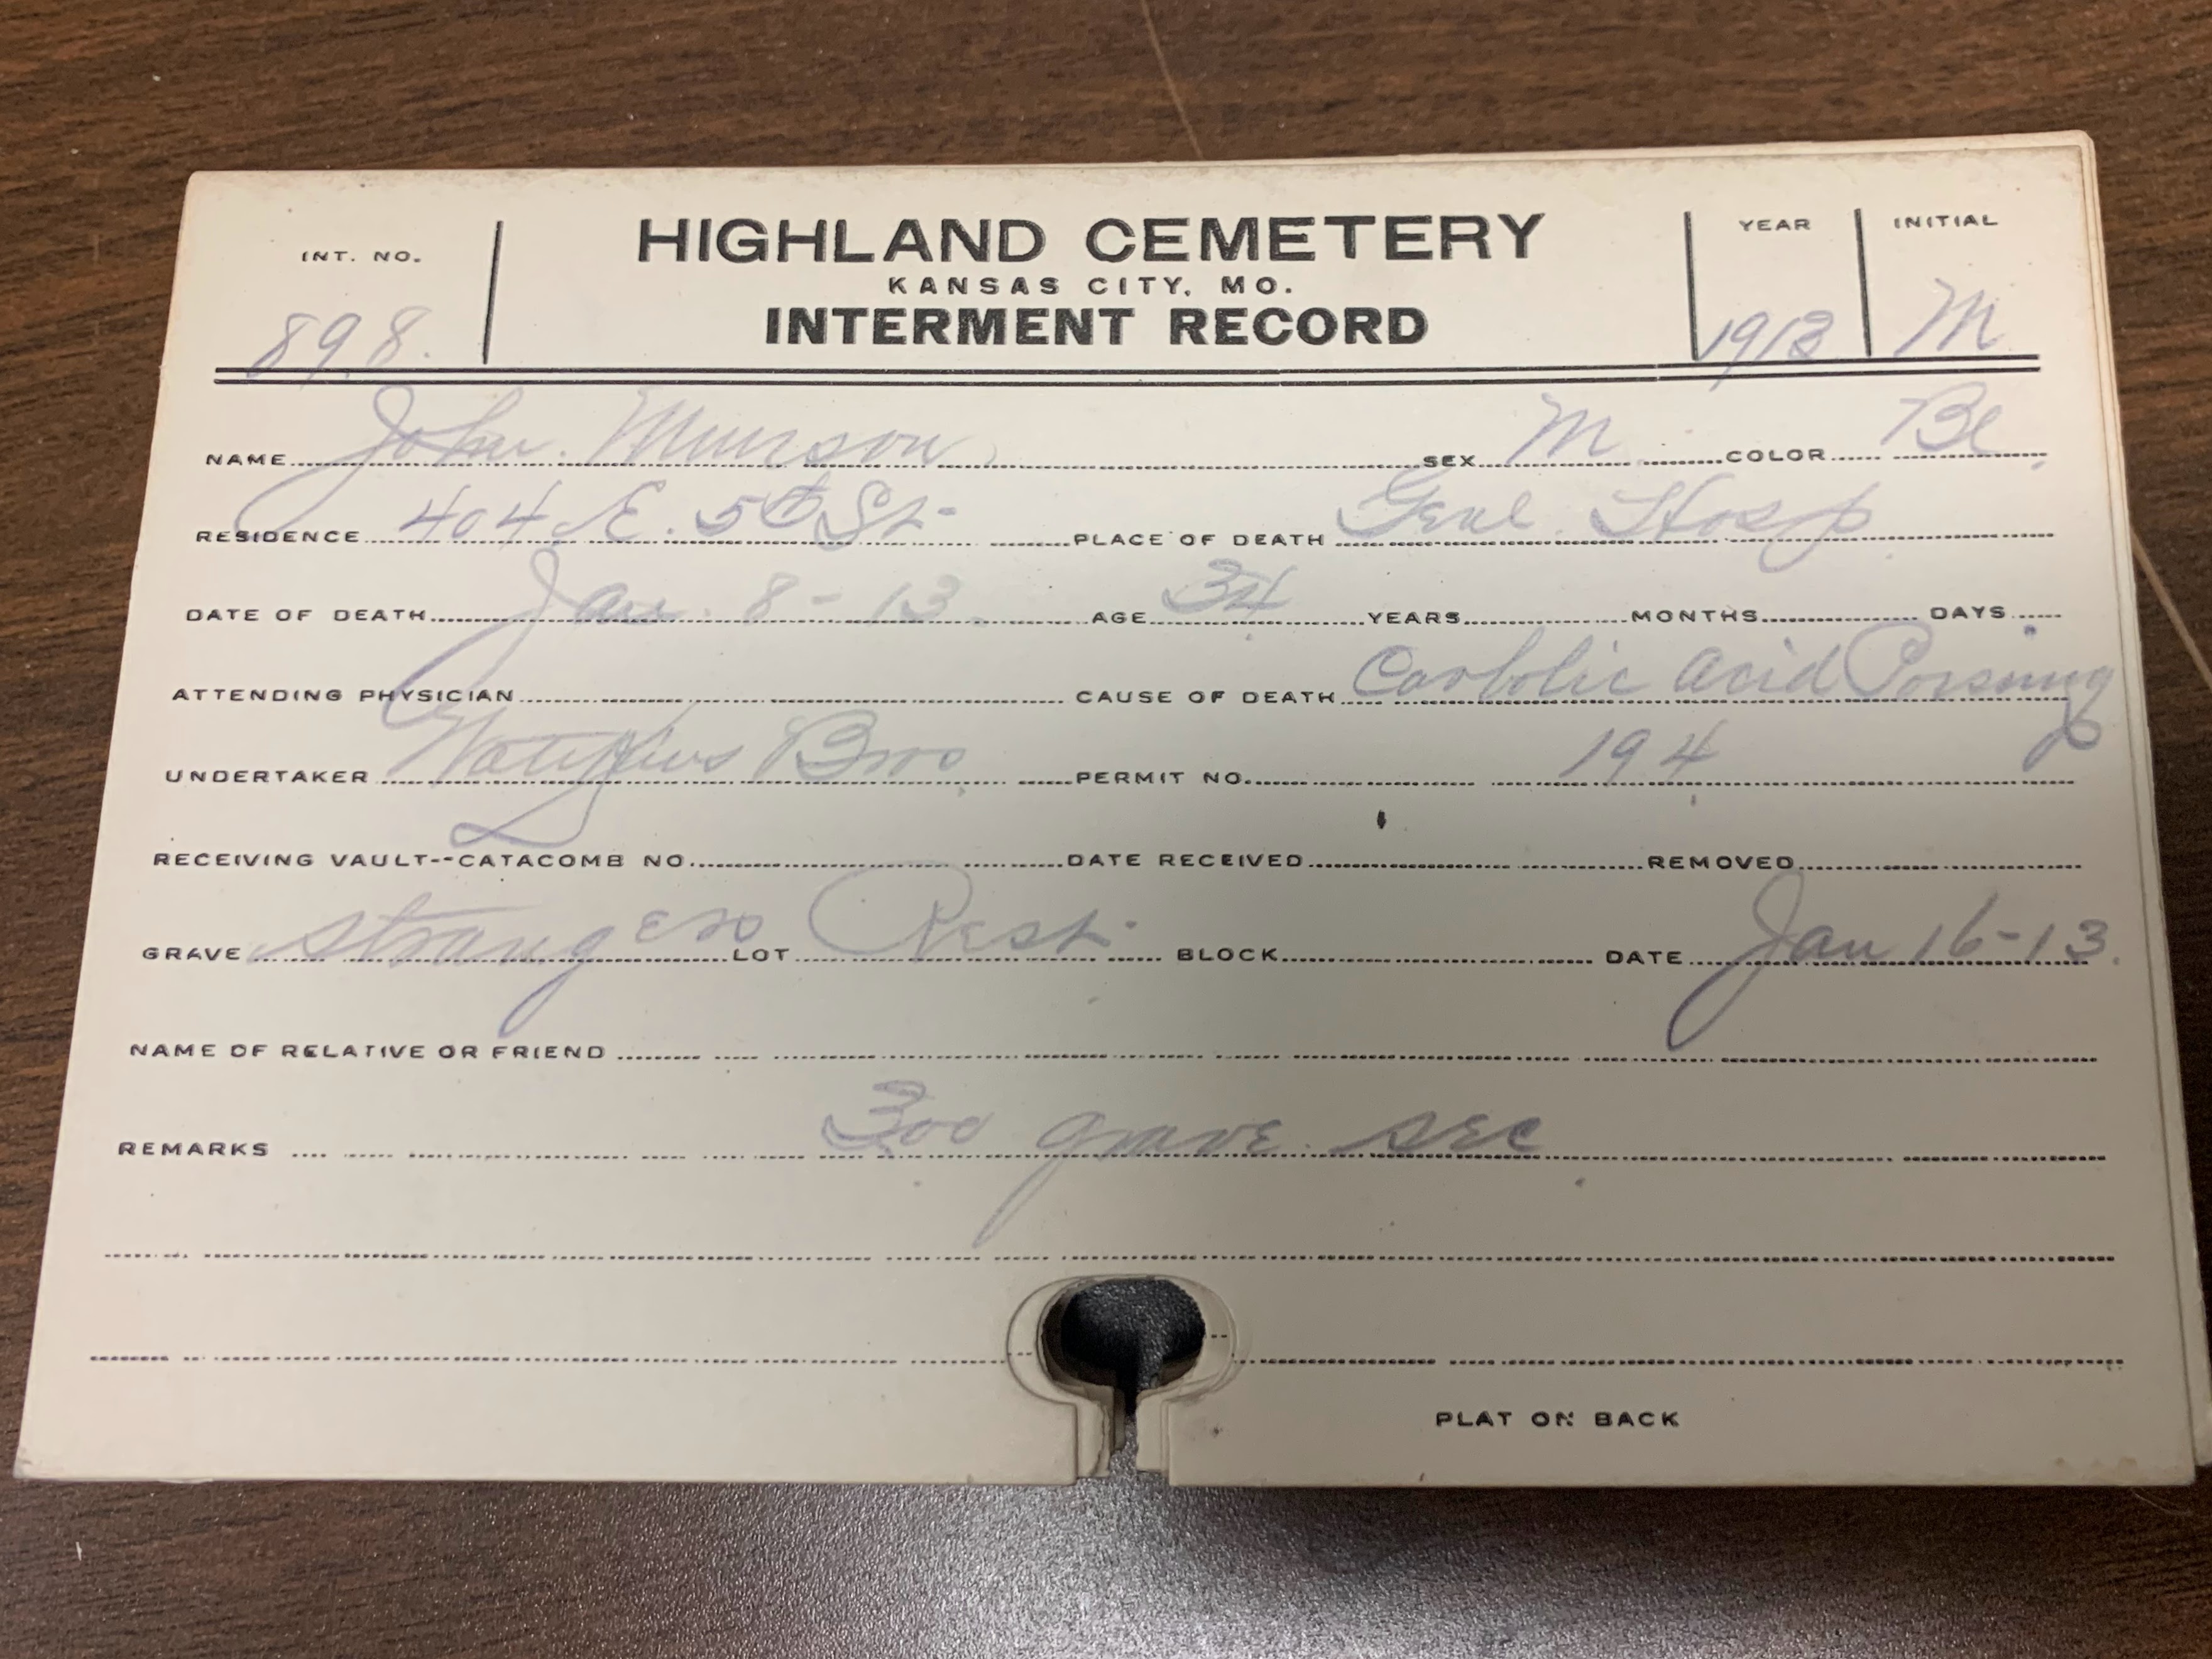 INT. NO. HIGHLAND CEMETERY YEAR INITIAL
KANSAS CITY, MO.
898. INTERMENT RECORD 1913 M
NAME John. Munson, SEX M. COLOR Bl
RESIDENCE 404 E. 5th St- PLACE OF DEATH Genl. Hosp
DATE OF DEATH Jan. 8-13. AGE 34 YEARS MONTHS DAYS
ATTENDING PHYSICIAN CAUSE OF DEATH Carbolic acid
UNDERTAKER Bros PERMIT NO. 194
RECEIVING VAULT--CATACOMB NO. DATE RECEIVED REMOVED
GRAVE strangers LOT Rest. BLOCK DATE Jan 16-13.
NAME OF RELATIVE OR FRIEND
REMARKS 300 grave sec
PLAT ON BACK